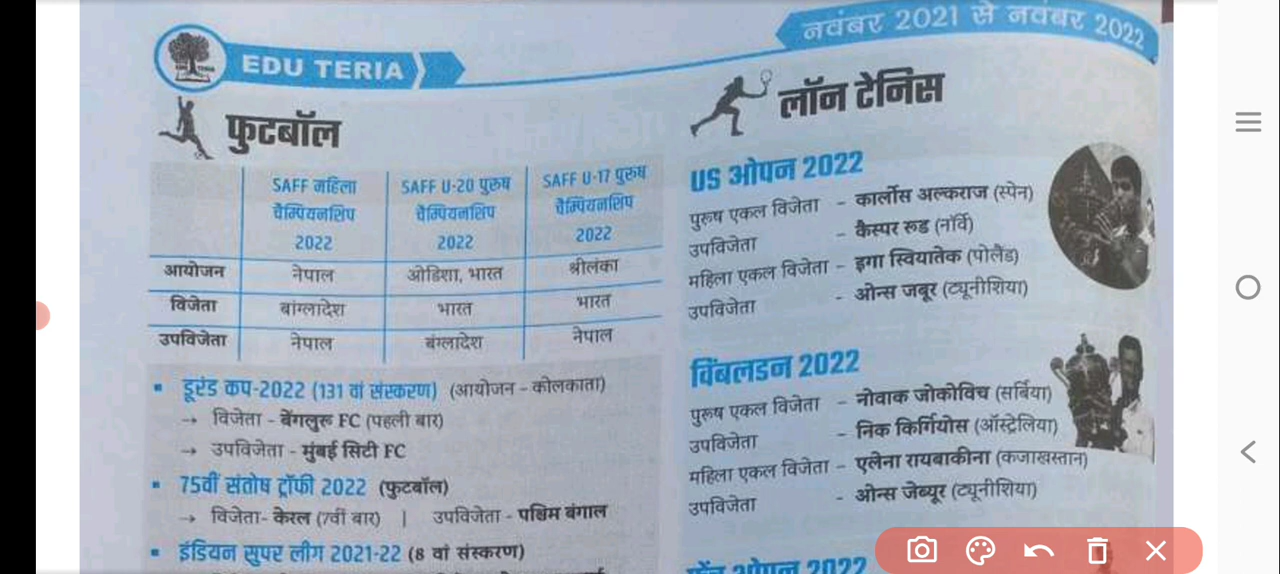 नवंबर 2021 से नवंबर 2022
EDU TERIA
फुटबॉल
SAFF महिला चैम्पियनशिप 2022
SAFF U-20 पुरुष चैम्पियनशिप 2022
SAFF U-17 पुरुष चैम्पियनशिप 2022
आयोजन नेपाल ओडिशा, भारत श्रीलंका
विजेता बांग्लादेश भारत भारत
उपविजेता नेपाल बंग्लादेश नेपाल
▪ डूरंड कप-2022 (131 वां संस्करण) (आयोजन - कोलकाता)
→ विजेता - बेंगलुरू FC (पहली बार)
→ उपविजेता - मुंबई सिटी FC
▪ 75वीं संतोष ट्रॉफी 2022 (फुटबॉल)
→ विजेता- केरल (7वीं बार) | उपविजेता - पश्चिम बंगाल
▪ इंडियन सुपर लीग 2021-22 (8 वां संस्करण)
लॉन टेनिस
US ओपन 2022
पुरुष एकल विजेता - कार्लोस अल्कराज (स्पेन)
उपविजेता - कैस्पर रूड (नॉर्वे)
महिला एकल विजेता - इगा स्वियातेक (पोलैंड)
उपविजेता - ओन्स जबूर (ट्यूनीशिया)
विंबलडन 2022
पुरुष एकल विजेता - नोवाक जोकोविच (सर्बिया)
उपविजेता - निक किर्गियोस (ऑस्ट्रेलिया)
महिला एकल विजेता - एलेना रायबाकीना (कजाखस्तान)
उपविजेता - ओन्स जेब्यूर (ट्यूनीशिया)
ओपन 2022